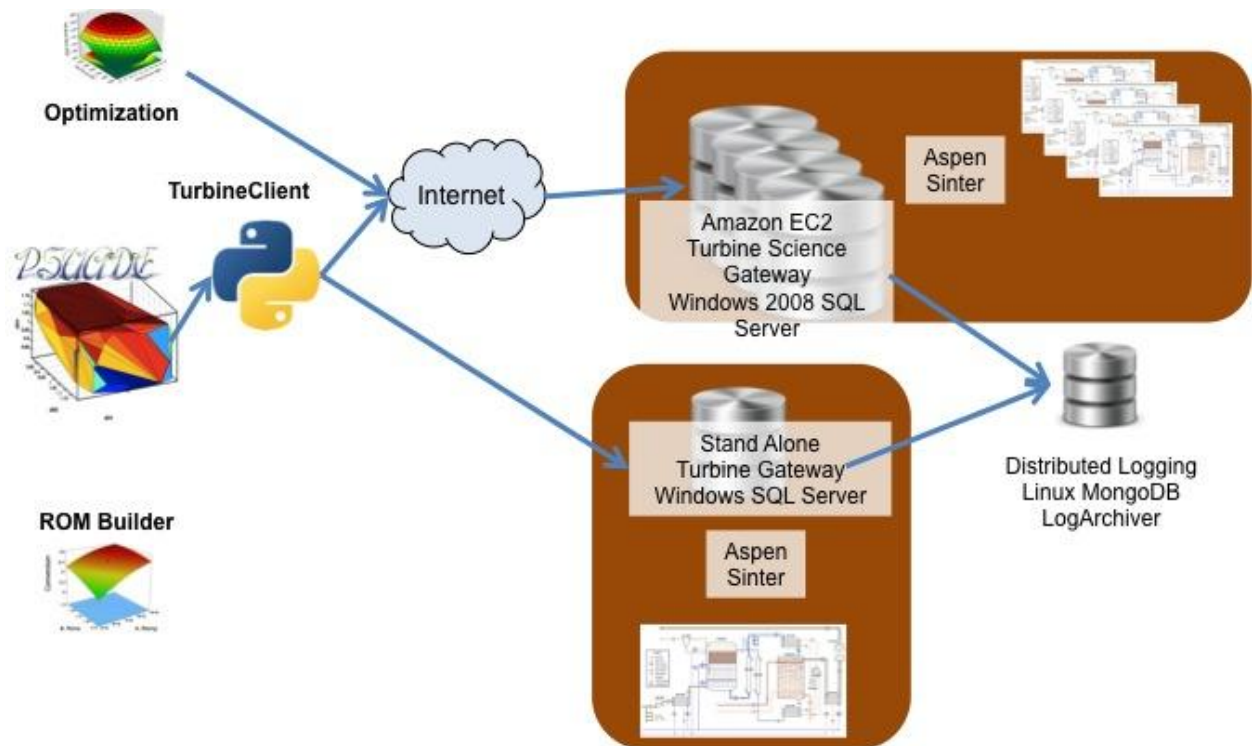 Optimization
TurbineClient
PSUADE
ROM Builder
Conversion
Internet
Amazon EC2
Turbine Science
Gateway
Windows 2008 SQL
Server
Aspen
Sinter
Stand Alone
Turbine Gateway
Windows SQL Server
Aspen
Sinter
Distributed Logging
Linux MongoDB
LogArchiver